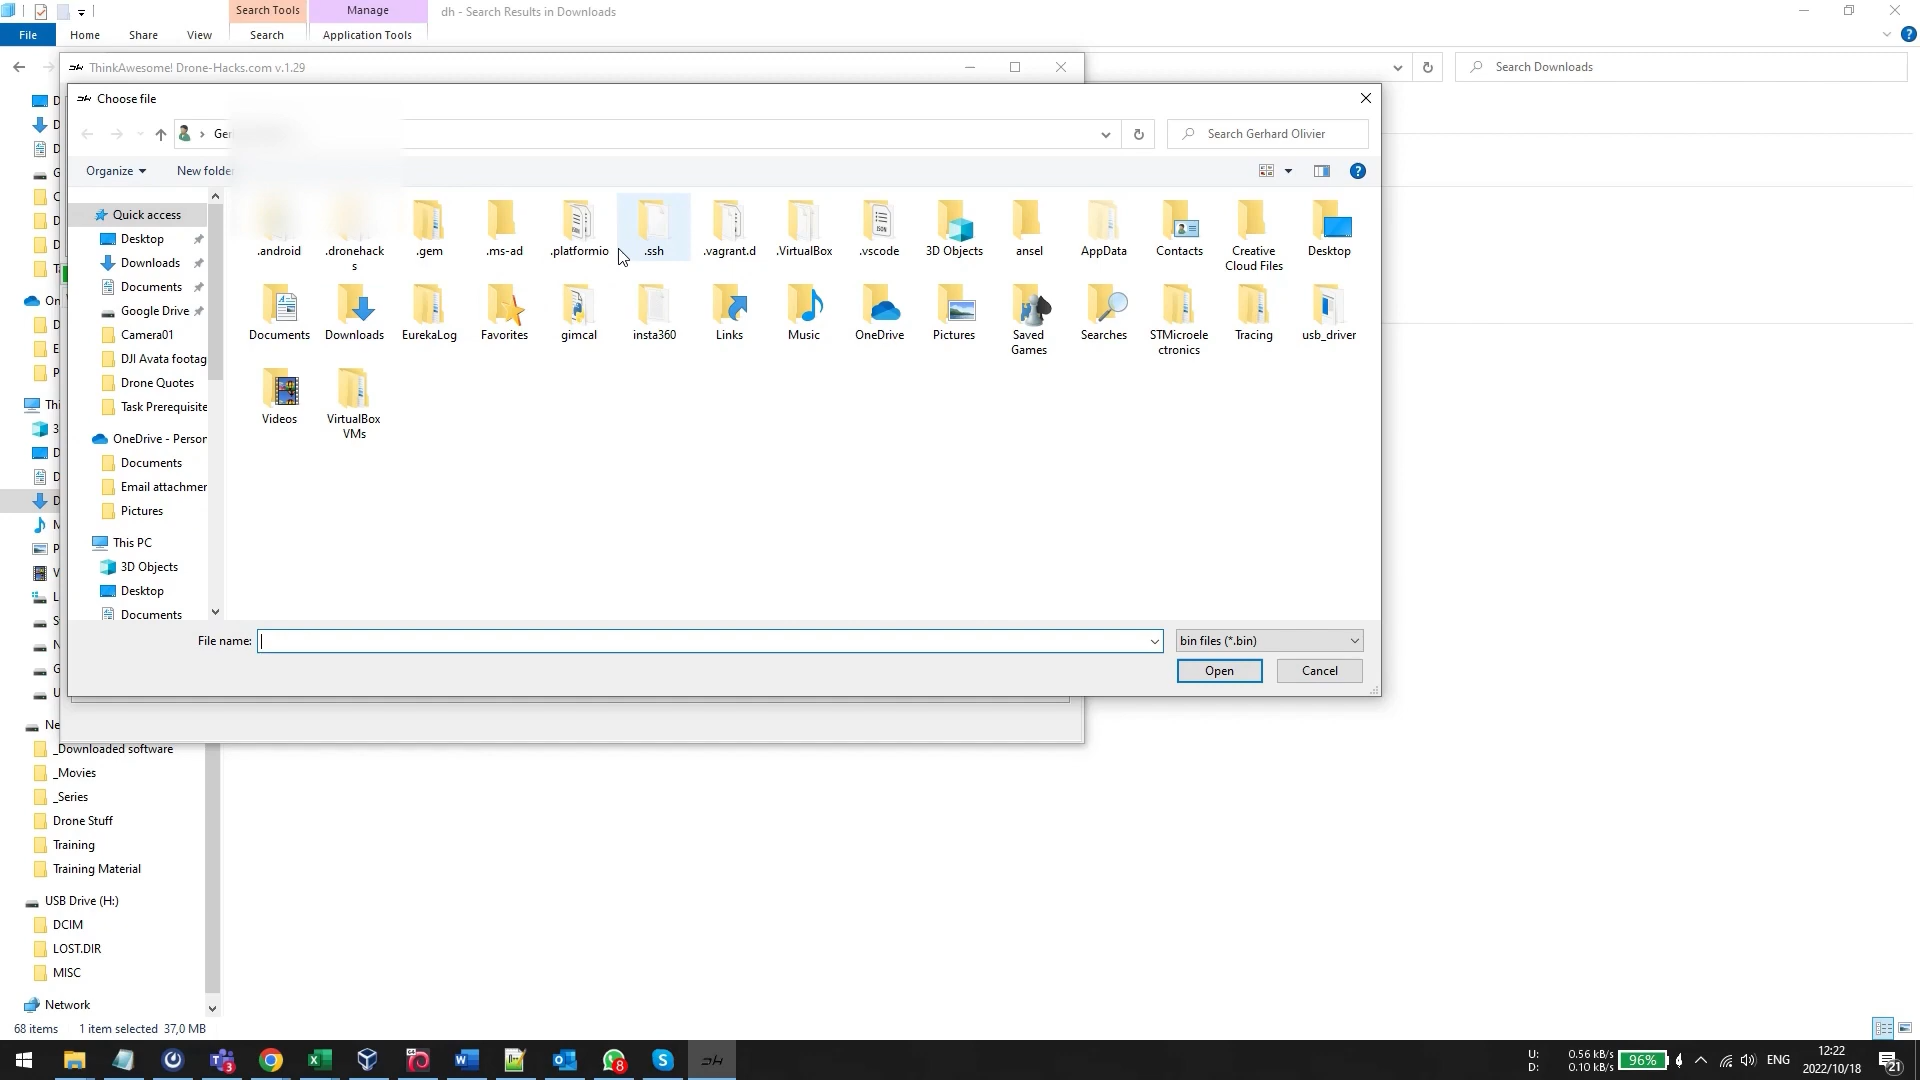 Search Tools
Manage
dh - Search Results in Downloads
File
Home
Share
View
Search
Application Tools
ThinkAwesome! Drone-Hacks.com v.1.29
Search Downloads
Choose file
Search Gerhard Olivier
Organize
New folder
Quick access
Desktop
Downloads
Documents
Google Drive
Camera01
DJI Avata footag
Drone Quotes
Task Prerequisite
OneDrive - Person
Documents
Email attachmer
Pictures
This PC
3D Objects
Desktop
Documents
.android
.dronehack
s
.gem
.ms-ad
.platformio
.ssh
.vagrant.d
.VirtualBox
.vscode
3D Objects
ansel
AppData
Contacts
Creative
Cloud Files
Desktop
Documents
Downloads
EurekaLog
Favorites
gimcal
insta360
Links
Music
OneDrive
Pictures
Saved
Games
Searches
STMicroele
ctronics
Tracing
usb_driver
Videos
VirtualBox
VMs
File name:
bin files (*.bin)
Open
Cancel
_Downloaded software
_Movies
_Series
Drone Stuff
Training
Training Material
USB Drive (H:)
DCIM
LOST.DIR
MISC
Network
68 items
1 item selected 37,0 MB
U:
D:
0.56 kB/s
0.10 kB/s
96%
ENG
12:22
2022/10/18
21